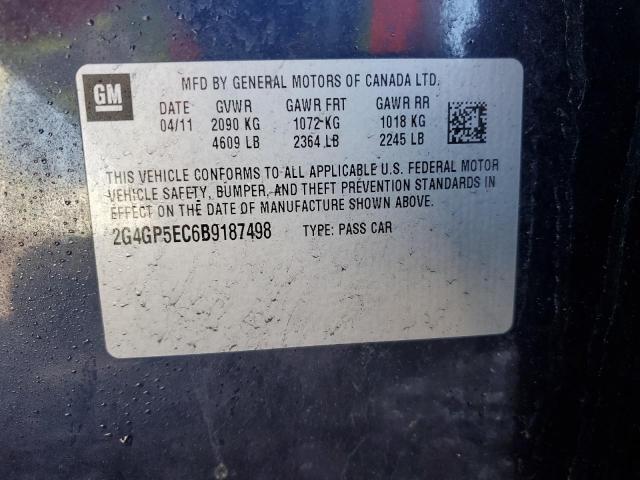 GM
MFD BY GENERAL MOTORS OF CANADA LTD.
DATE GVWR GAWR FRT GAWR RR
04/11 2090 KG 1072 KG 1018 KG
4609 LB 2364 LB 2245 LB
THIS VEHICLE CONFORMS TO ALL APPLICABLE U.S. FEDERAL MOTOR
VEHICLE SAFETY, BUMPER, AND THEFT PREVENTION STANDARDS IN
EFFECT ON THE DATE OF MANUFACTURE SHOWN ABOVE.
2G4GP5EC6B9187498 TYPE: PASS CAR